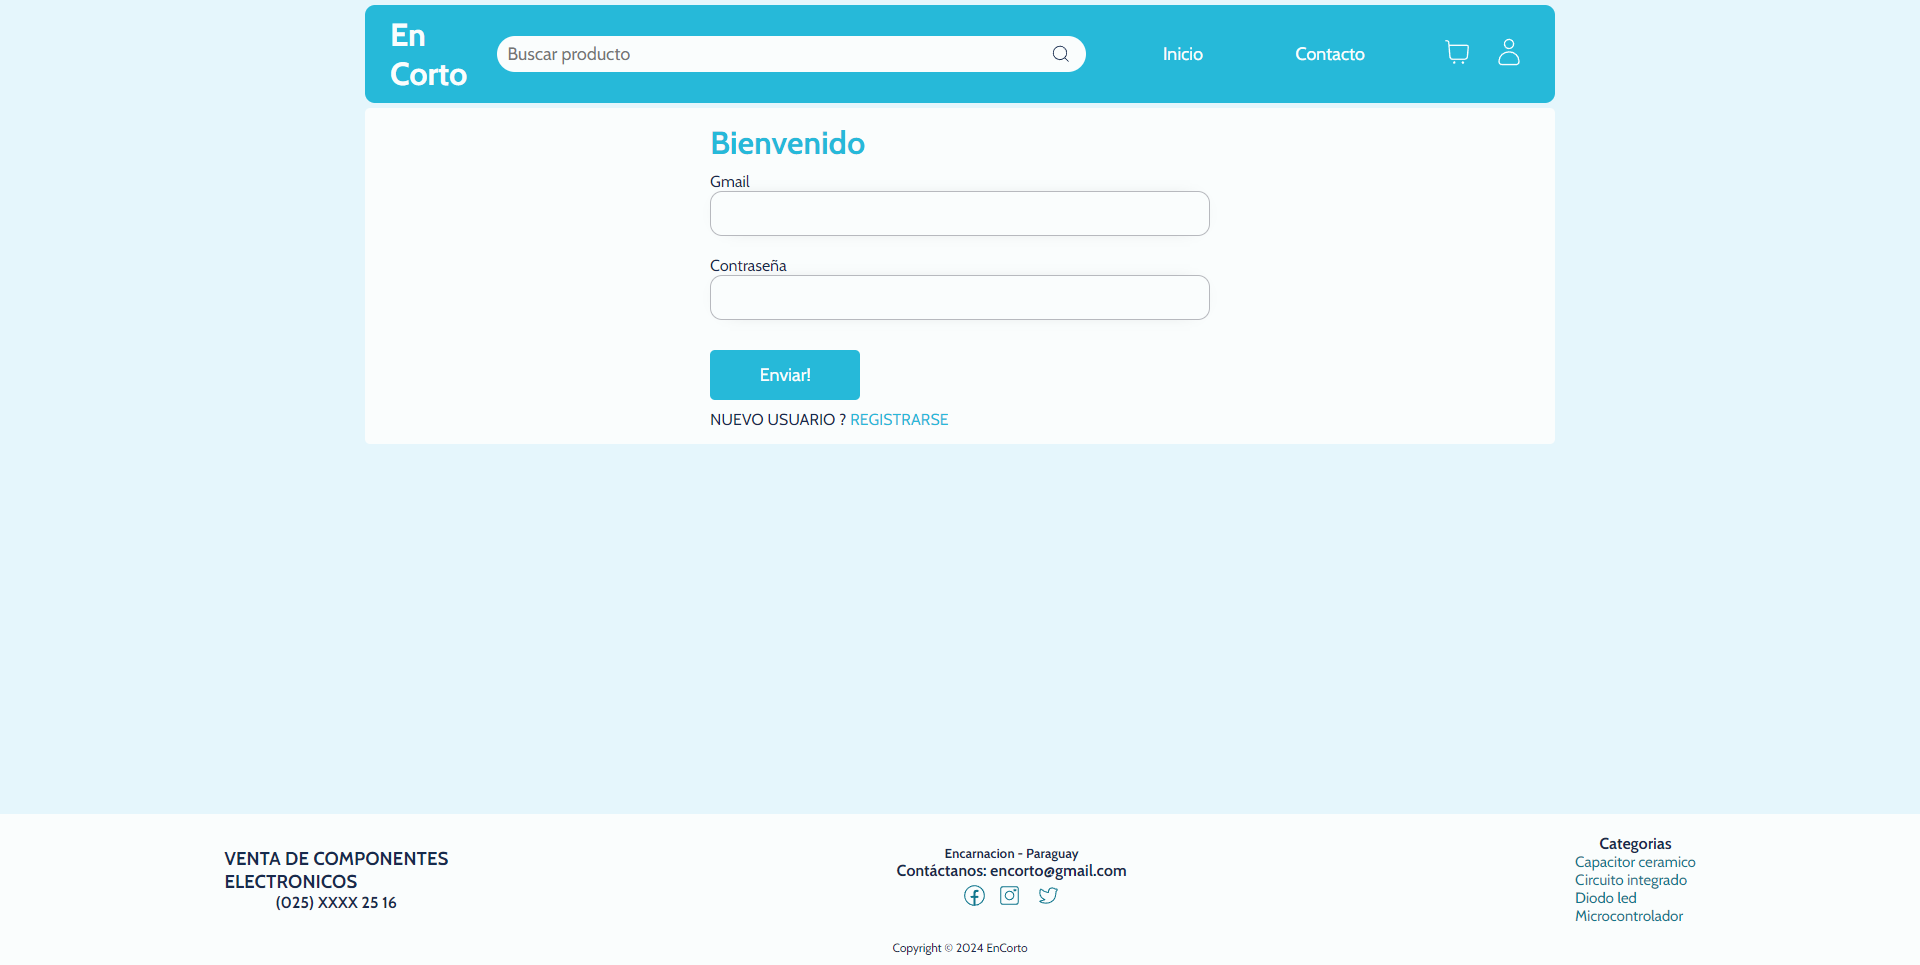 En
Corto
Buscar producto
Inicio
Contacto
Bienvenido
Gmail
Contraseña
Enviar!
NUEVO USUARIO ? REGISTRARSE
VENTA DE COMPONENTES
ELECTRONICOS
(025) XXXX 25 16
Encarnacion - Paraguay
Contáctanos: encorto@gmail.com
Categorias
Capacitor ceramico
Circuito integrado
Diodo led
Microcontrolador
Copyright © 2024 EnCorto